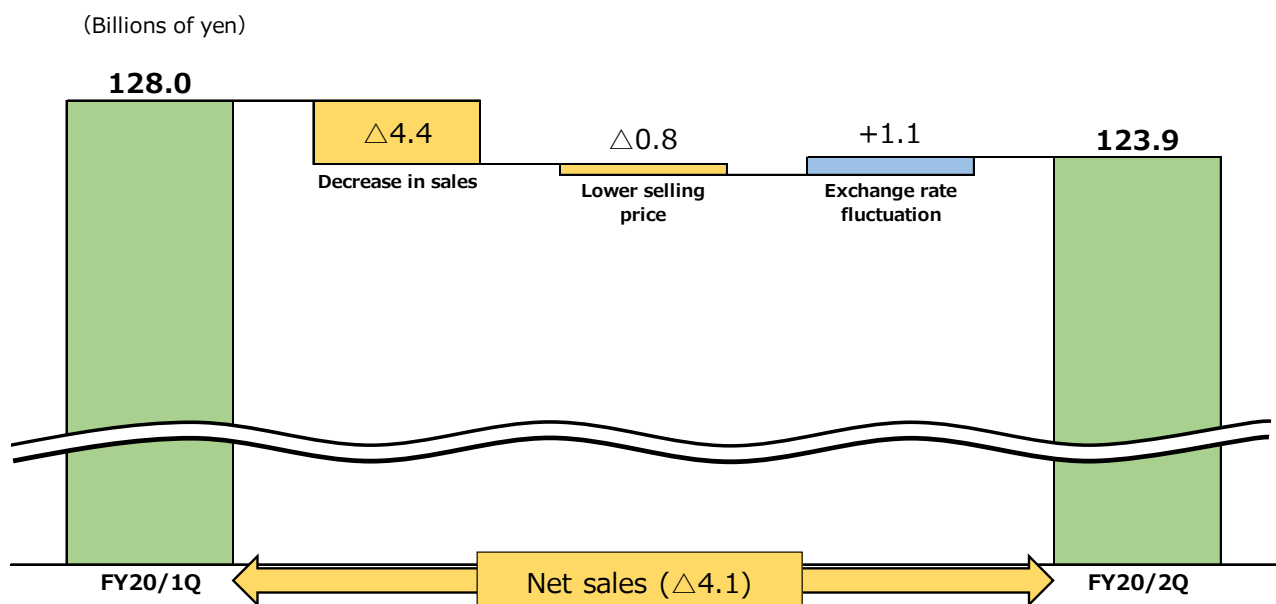 (Billions of yen)
128.0
△4.4
Decrease in sales
△0.8
Lower selling
price
+1.1
Exchange rate
fluctuation
123.9
FY20/1Q
Net sales (△4.1)
FY20/2Q